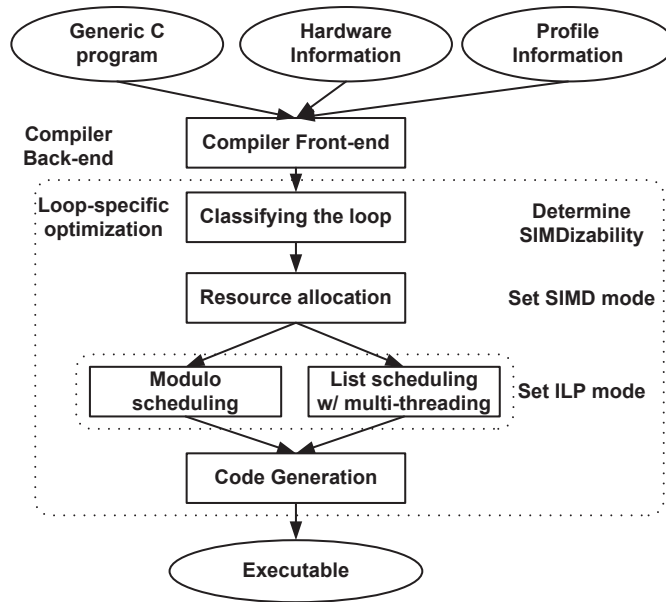 Generic C
program
Hardware
Information
Profile
Information
Compiler
Back-end
Compiler Front-end
Loop-specific
optimization
Classifying the loop
Determine
SIMDizability
Resource allocation
Set SIMD mode
Modulo
scheduling
List scheduling
w/ multi-threading
Set ILP mode
Code Generation
Executable